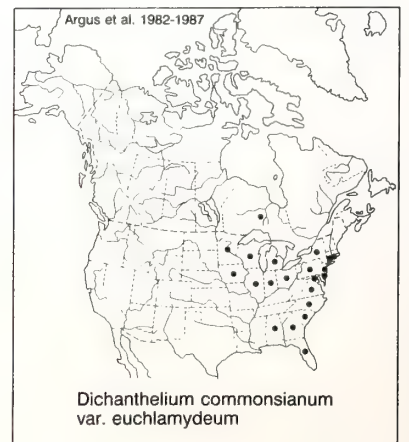 Argus et al. 1982-1987
Dichanthelium commonsianum
var. euchlamydeum